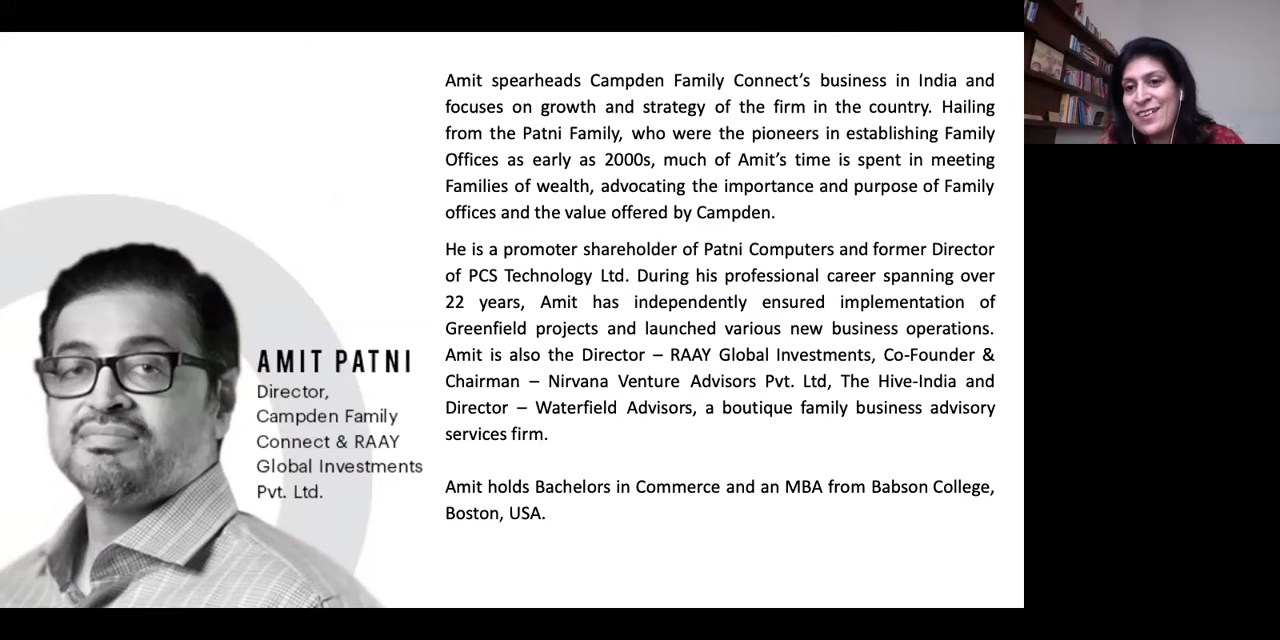 Amit spearheads Campden Family Connect's business in India and
focuses on growth and strategy of the firm in the country. Hailing
from the Patni Family, who were the pioneers in establishing Family
Offices as early as 2000s, much of Amit's time is spent in meeting
Families of wealth, advocating the importance and purpose of Family
offices and the value offered by Campden.
He is a promoter shareholder of Patni Computers and former Director
of PCS Technology Ltd. During his professional career spanning over
22 years, Amit has independently ensured implementation of
Greenfield projects and launched various new business operations.
Amit is also the Director – RAAY Global Investments, Co-Founder &
Chairman – Nirvana Venture Advisors Pvt. Ltd, The Hive-India and
Director – Waterfield Advisors, a boutique family business advisory
services firm.
Amit holds Bachelors in Commerce and an MBA from Babson College,
Boston, USA.
AMIT PATNI
Director,
Campden Family
Connect & RAAY
Global Investments
Pvt. Ltd.